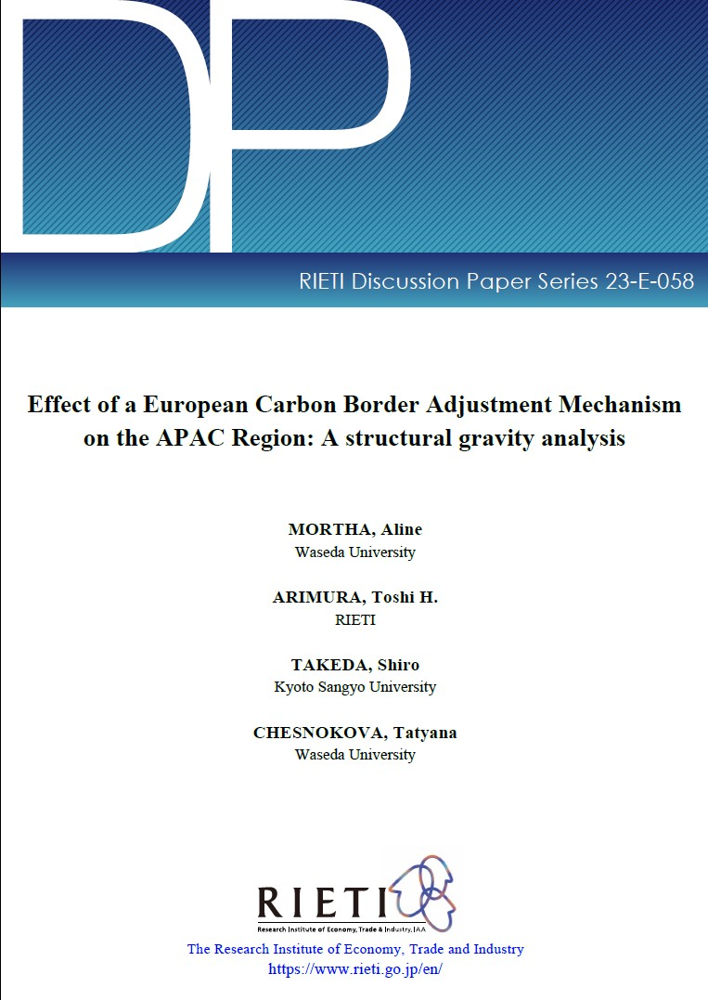 DP
RIETI Discussion Paper Series 23-E-058
Effect of a European Carbon Border Adjustment Mechanism
on the APAC Region: A structural gravity analysis
MORTHA, Aline
Waseda University
ARIMURA, Toshi H.
RIETI
TAKEDA, Shiro
Kyoto Sangyo University
CHESNOKOVA, Tatyana
Waseda University
RIETI
Research Institute of Economy, Trade & Industry, IAA
The Research Institute of Economy, Trade and Industry
https://www.rieti.go.jp/en/